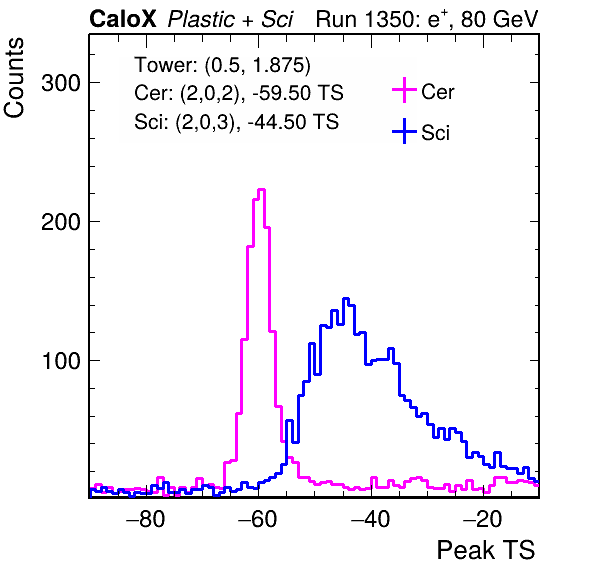 CaloX Plastic + Sci Run 1350: e+, 80 GeV
Tower: (0.5, 1.875)
Cer: (2,0,2), -59.50 TS
Sci: (2,0,3), -44.50 TS
Cer
Sci
Counts
300
200
100
−80 −60 −40 −20
Peak TS